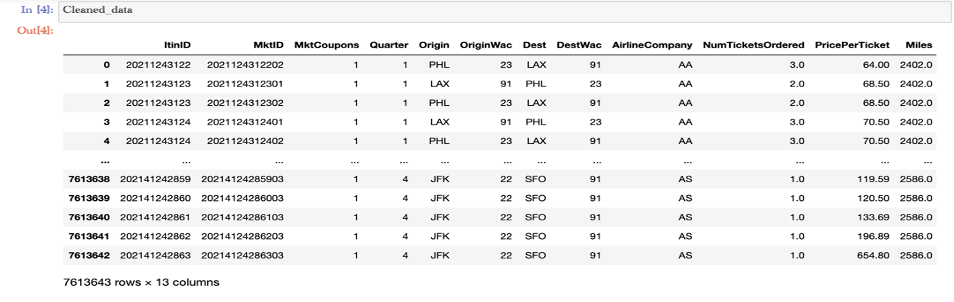 In [4]: Cleaned_data
Out[4]:
ItinID MktID MktCoupons Quarter Origin OriginWac Dest DestWac AirlineCompany NumTicketsOrdered PricePerTicket Miles
0 20211243122 2021124312202 1 1 PHL 23 LAX 91 AA 3.0 64.00 2402.0
1 20211243123 2021124312301 1 1 LAX 91 PHL 23 AA 2.0 68.50 2402.0
2 20211243123 2021124312302 1 1 PHL 23 LAX 91 AA 2.0 68.50 2402.0
3 20211243124 2021124312401 1 1 LAX 91 PHL 23 AA 3.0 70.50 2402.0
4 20211243124 2021124312402 1 1 PHL 23 LAX 91 AA 3.0 70.50 2402.0
... ... ... ... ... ... ... ... ... ... ... ... ...
7613638 202141242859 20214124285903 1 4 JFK 22 SFO 91 AS 1.0 119.59 2586.0
7613639 202141242860 20214124286003 1 4 JFK 22 SFO 91 AS 1.0 120.50 2586.0
7613640 202141242861 20214124286103 1 4 JFK 22 SFO 91 AS 1.0 133.69 2586.0
7613641 202141242862 20214124286203 1 4 JFK 22 SFO 91 AS 1.0 196.89 2586.0
7613642 202141242863 20214124286303 1 4 JFK 22 SFO 91 AS 1.0 654.80 2586.0
7613643 rows × 13 columns